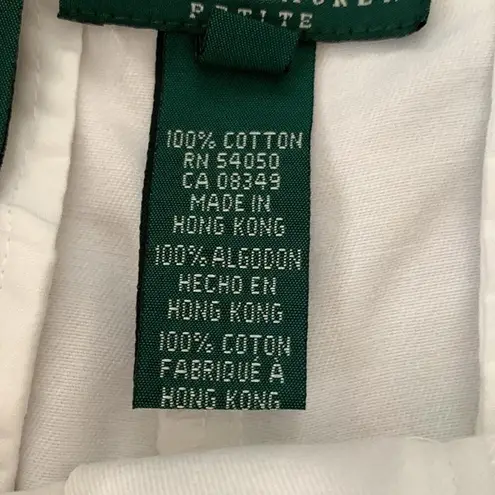 PETITE
100% COTTON
RN 54050
CA 08349
MADE IN
HONG KONG
100% ALGODON
HECHO EN
HONG KONG
100% COTON
FABRIQUÉ À
HONG KONG